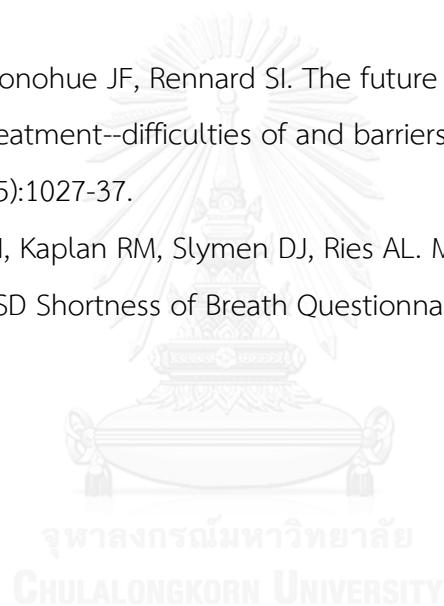 onohue JF, Rennard SI. The future
eatment--difficulties of and barriers
5):1027-37.
, Kaplan RM, Slymen DJ, Ries AL. M
SD Shortness of Breath Questionna
จุฬาลงกรณ์มหาวิทยาลัย
CHULALONGKORN UNIVERSITY